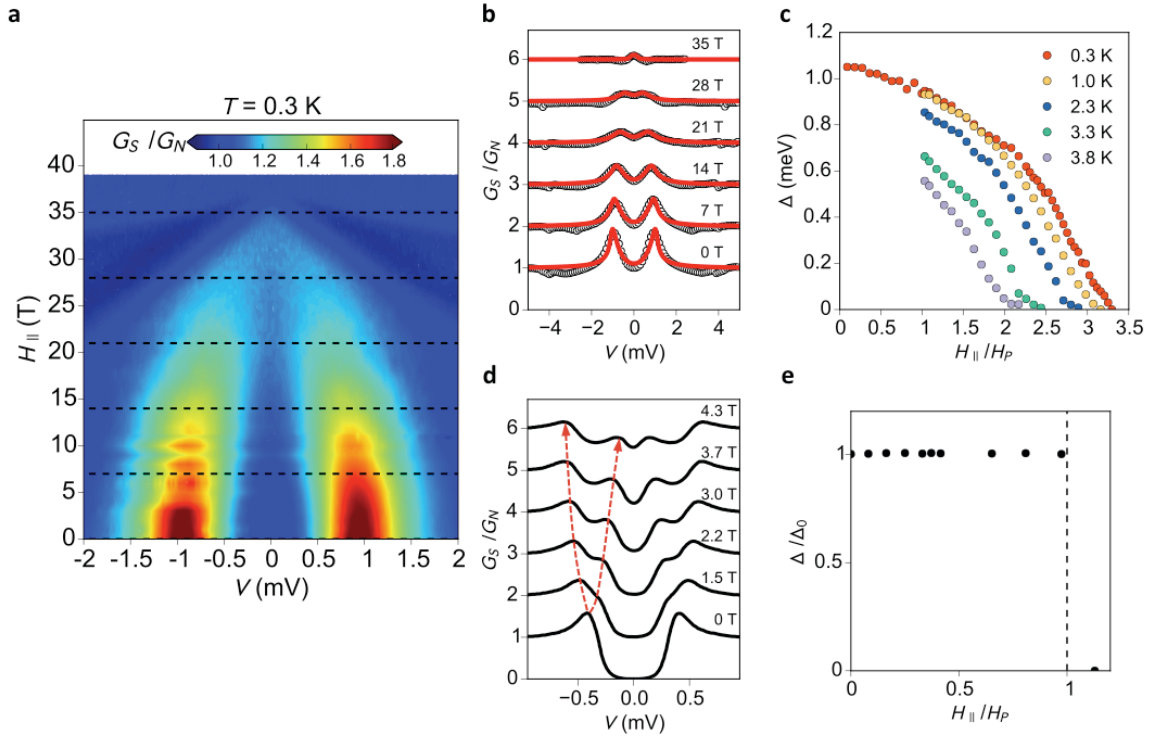 a
T = 0.3 K
G_S /G_N
1.0 1.2 1.4 1.6 1.8
40
35
30
25
20
15
10
5
0
H_|| (T)
-2 -1.5 -1 -0.5 0 0.5 1 1.5 2
V (mV)
b
35 T
28 T
21 T
14 T
7 T
0 T
6
5
4
3
2
1
0
G_S /G_N
−4 −2 0 2 4
V (mV)
c
1.2
1.0
0.8
0.6
0.4
0.2
0
Δ (meV)
0.3 K
1.0 K
2.3 K
3.3 K
3.8 K
0 0.5 1.0 1.5 2.0 2.5 3.0 3.5
H_|| /H_P
d
4.3 T
3.7 T
3.0 T
2.2 T
1.5 T
0 T
6
5
4
3
2
1
0
G_S /G_N
−0.5 0.0 0.5
V (mV)
e
1
0
0
Δ /Δ_0
0 0.5 1
H_|| /H_P